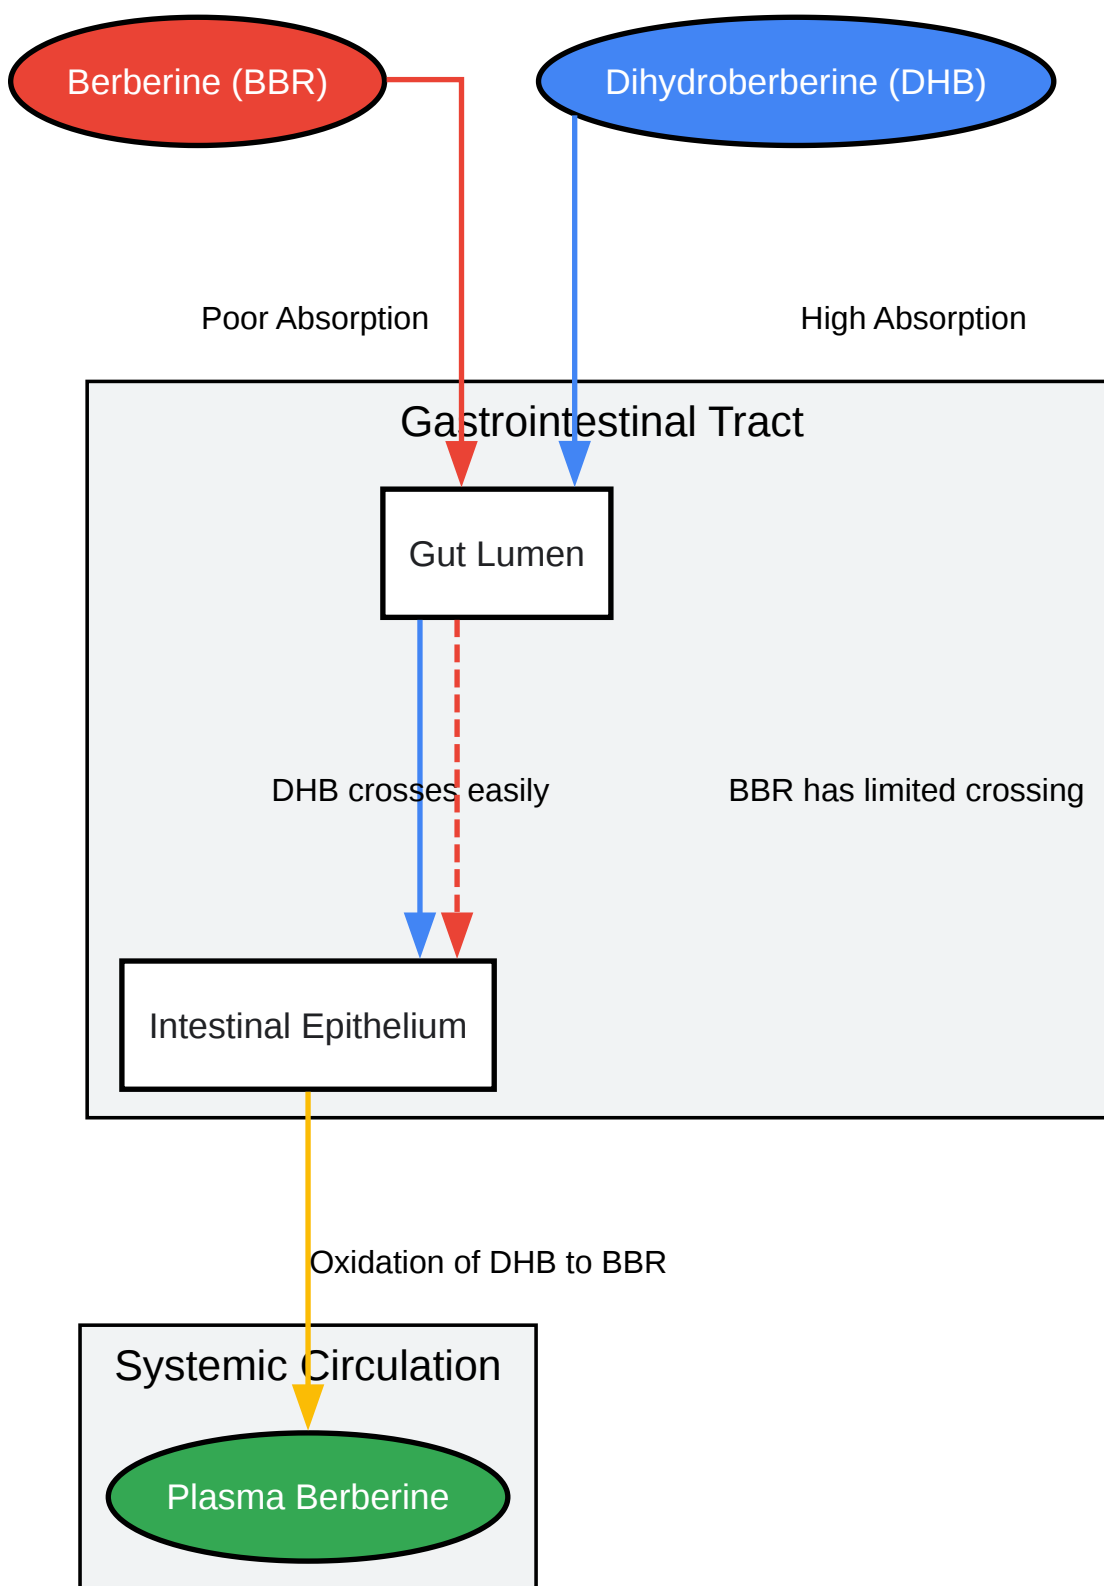 Berberine (BBR)
Dihydroberberine (DHB)
Poor Absorption
High Absorption
Gastrointestinal Tract
Gut Lumen
DHB crosses easily
BBR has limited crossing
Intestinal Epithelium
Oxidation of DHB to BBR
Systemic Circulation
Plasma Berberine